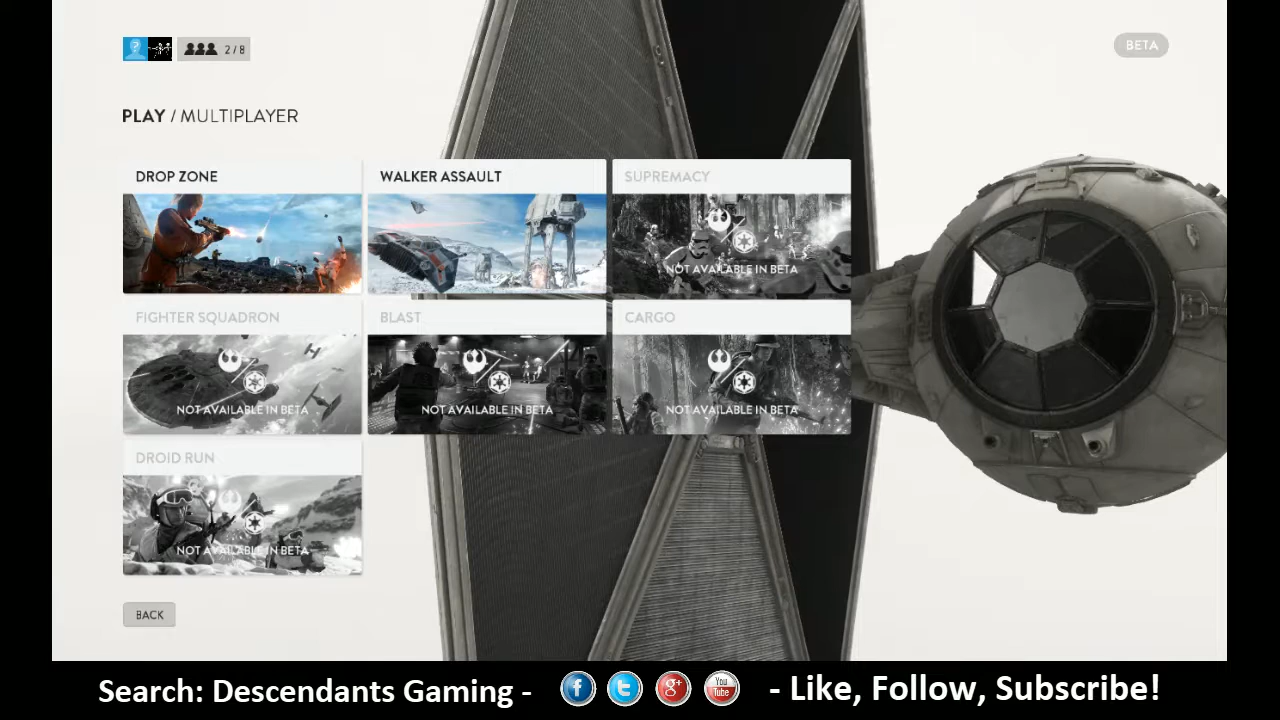 2/8
BETA
PLAY / MULTIPLAYER
DROP ZONE
WALKER ASSAULT
SUPREMACY
NOT AVAILABLE IN BETA
FIGHTER SQUADRON
BLAST
CARGO
NOT AVAILABLE IN BETA
NOT AVAILABLE IN BETA
NOT AVAILABLE IN BETA
DROID RUN
NOT AVAILABLE IN BETA
BACK
Search: Descendants Gaming - f t g+ You Tube - Like, Follow, Subscribe!